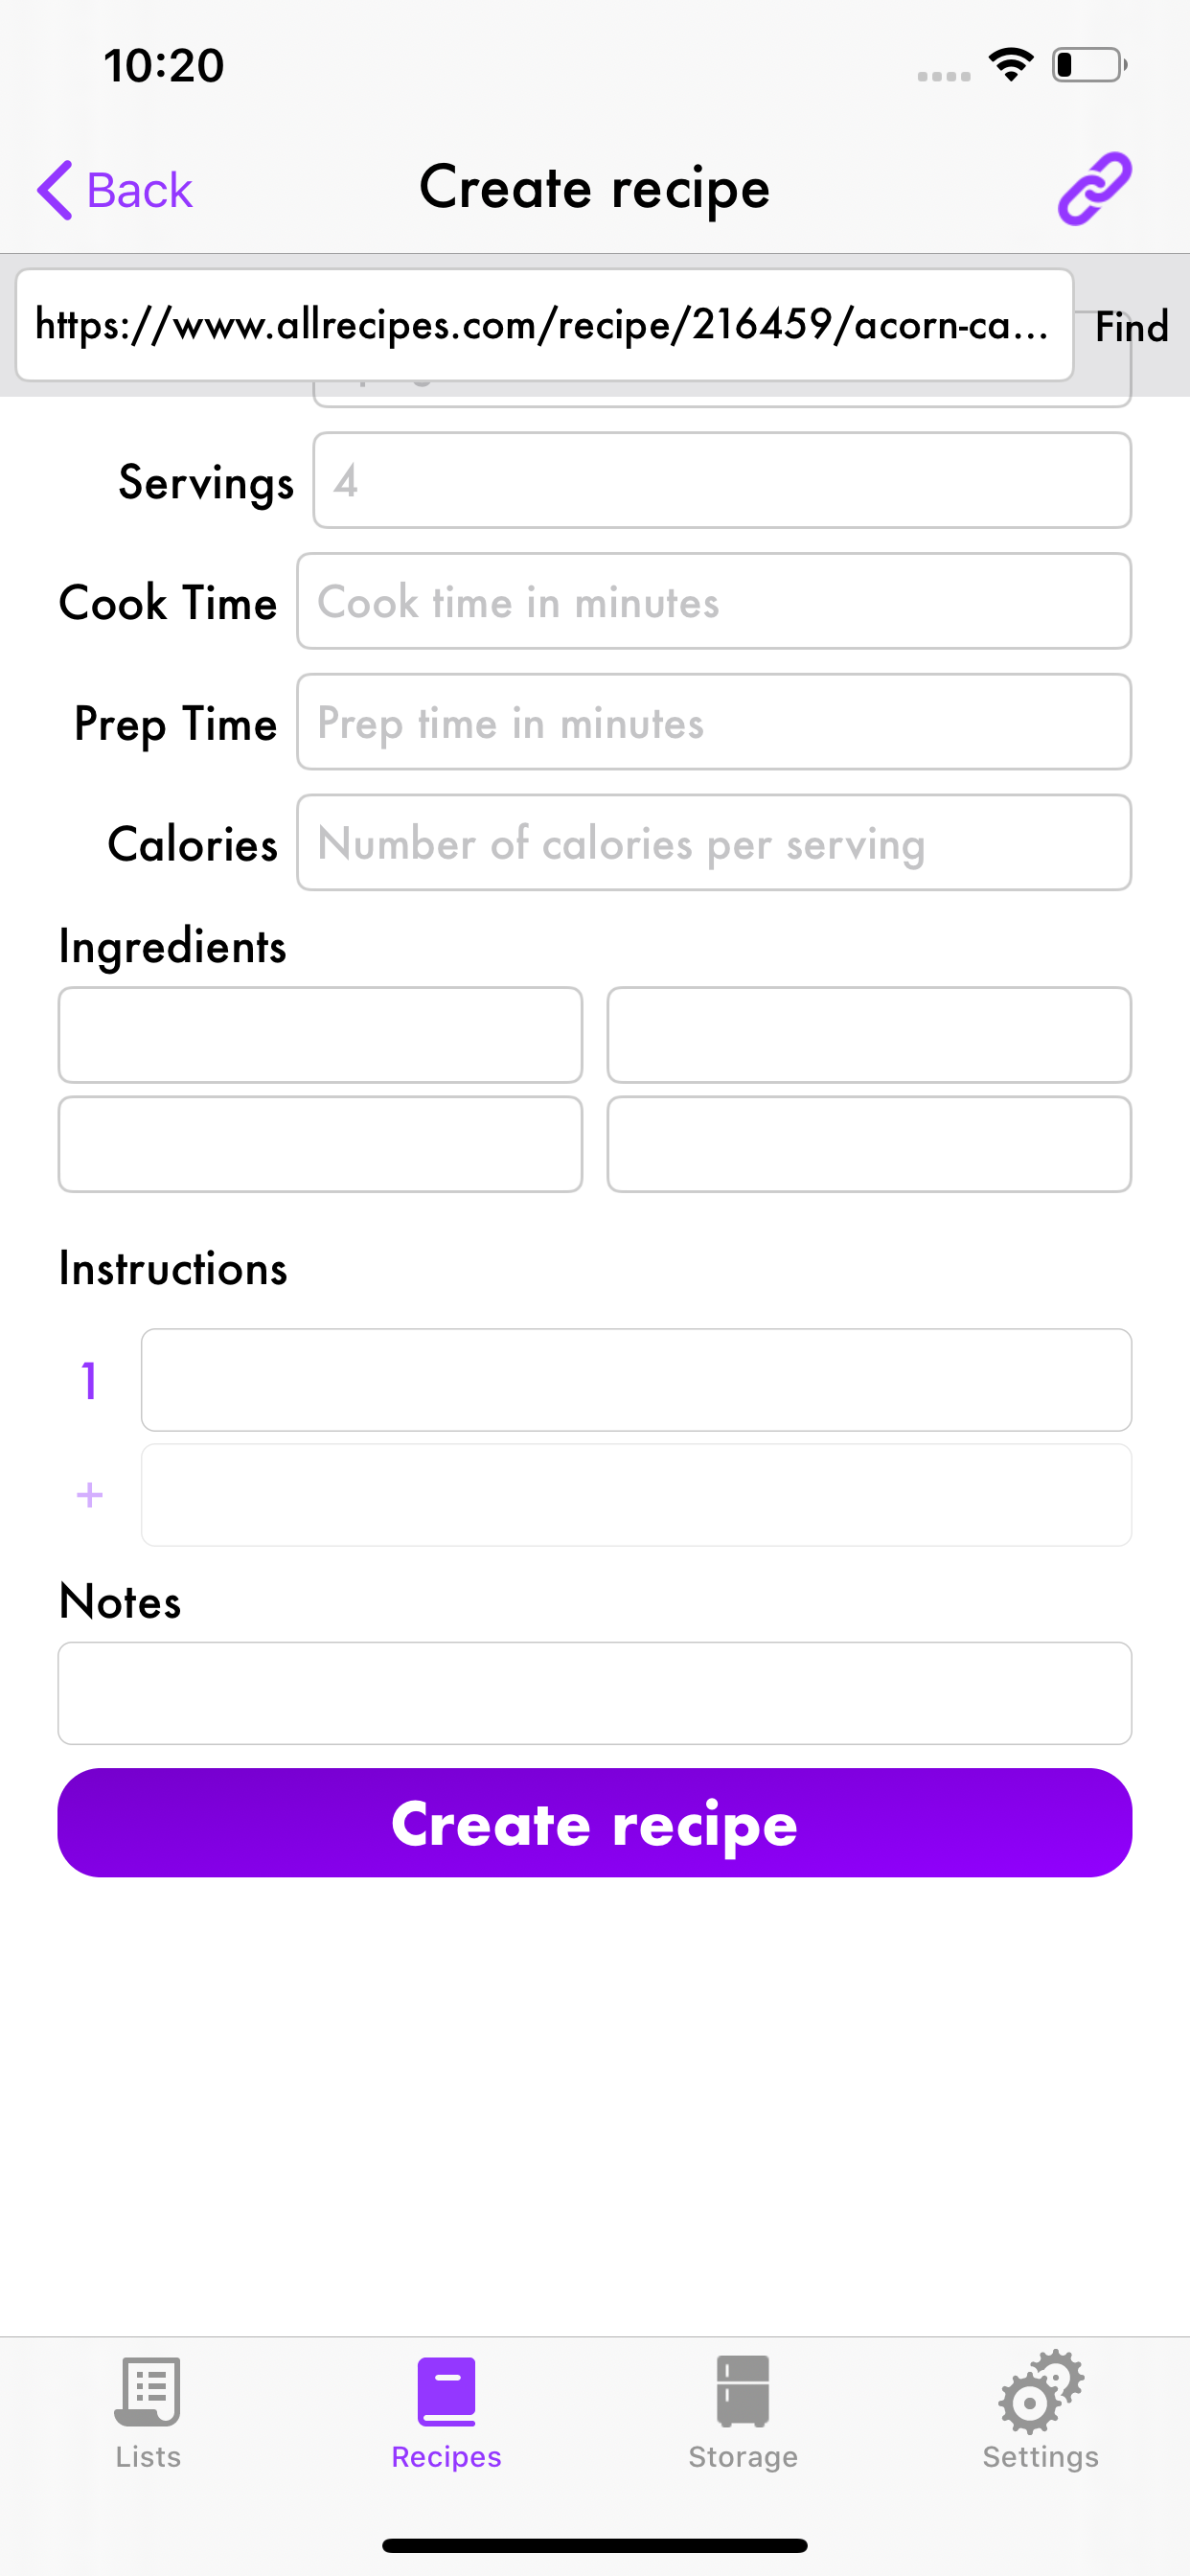 10:20
Back
Create recipe
https://www.allrecipes.com/recipe/216459/acorn-ca...
Find
Servings
4
Cook Time
Cook time in minutes
Prep Time
Prep time in minutes
Calories
Number of calories per serving
Ingredients
Instructions
1
+
Notes
Create recipe
Lists
Recipes
Storage
Settings